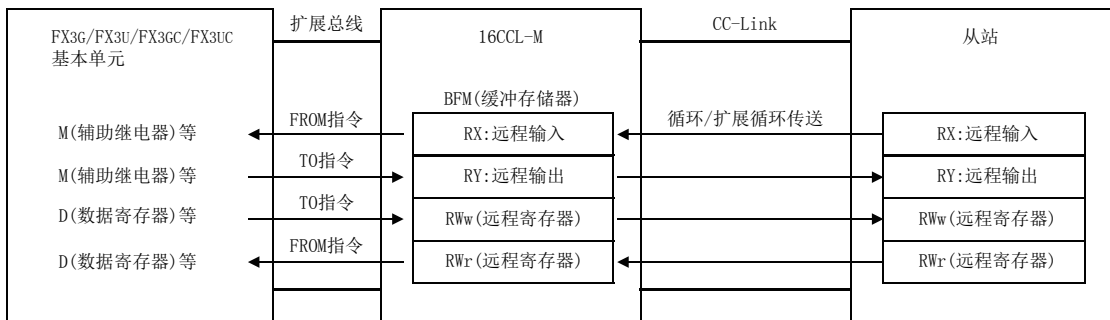 FX3G/FX3U/FX3GC/FX3UC
基本单元
扩展总线
16CCL-M
CC-Link
从站
BFM(缓冲存储器)
M(辅助继电器)等
FROM指令
RX:远程输入
循环/扩展循环传送
RX:远程输入
M(辅助继电器)等
TO指令
RY:远程输出
RY:远程输出
D(数据寄存器)等
TO指令
RWw(远程寄存器)
RWw(远程寄存器)
D(数据寄存器)等
FROM指令
RWr(远程寄存器)
RWr(远程寄存器)